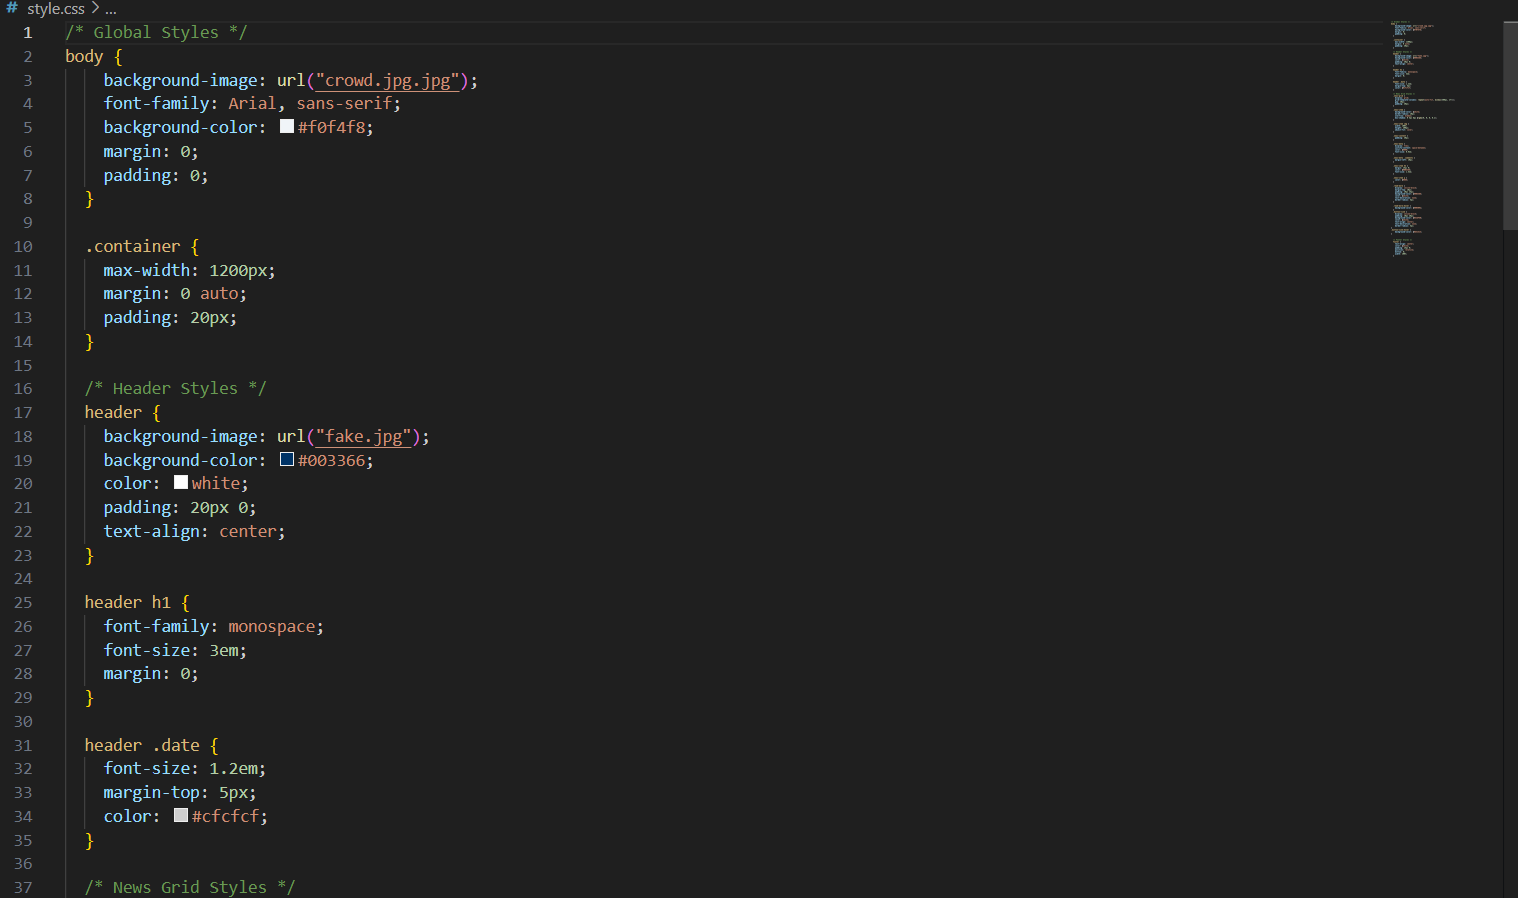 # style.css > ...
1 /* Global Styles */
2 body {
3 background-image: url("crowd.jpg.jpg");
4 font-family: Arial, sans-serif;
5 background-color: #f0f4f8;
6 margin: 0;
7 padding: 0;
8 }
9
10 .container {
11 max-width: 1200px;
12 margin: 0 auto;
13 padding: 20px;
14 }
15
16 /* Header Styles */
17 header {
18 background-image: url("fake.jpg");
19 background-color: #003366;
20 color: white;
21 padding: 20px 0;
22 text-align: center;
23 }
24
25 header h1 {
26 font-family: monospace;
27 font-size: 3em;
28 margin: 0;
29 }
30
31 header .date {
32 font-size: 1.2em;
33 margin-top: 5px;
34 color: #cfcfcf;
35 }
36
37 /* News Grid Styles */